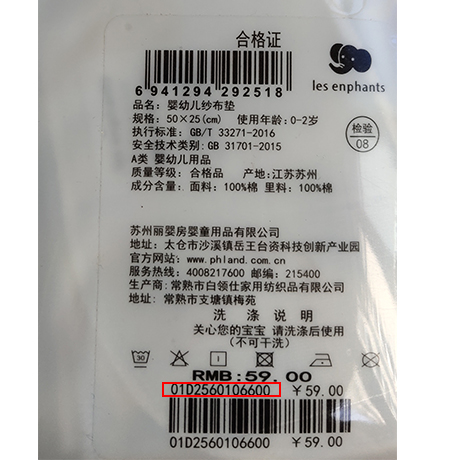 合格证
les enphants
6 941294 292518
品名：婴幼儿纱布垫
规格：50×25(cm) 使用年龄：0-2岁
执行标准：GB/T 33271-2016
安全技术类别：GB 31701-2015
A类 婴幼儿用品
质量等级：合格品 产地：江苏苏州
成分含量：面料：100%棉 里料：100%棉
检验
08
苏州丽婴房婴童用品有限公司
地址：太仓市沙溪镇岳王台资科技创新产业园
官方网站：www.phland.com.cn
服务热线：4008217600 邮编：215400
生产商：常熟市白领仕家用纺织品有限公司
地址：常熟市支塘镇梅苑
洗 涤 说 明
关心您的宝宝 请洗涤后使用
(不可干洗)
30
RMB:59.00
01D2560106600 ￥59.00
01D2560106600 ￥59.00